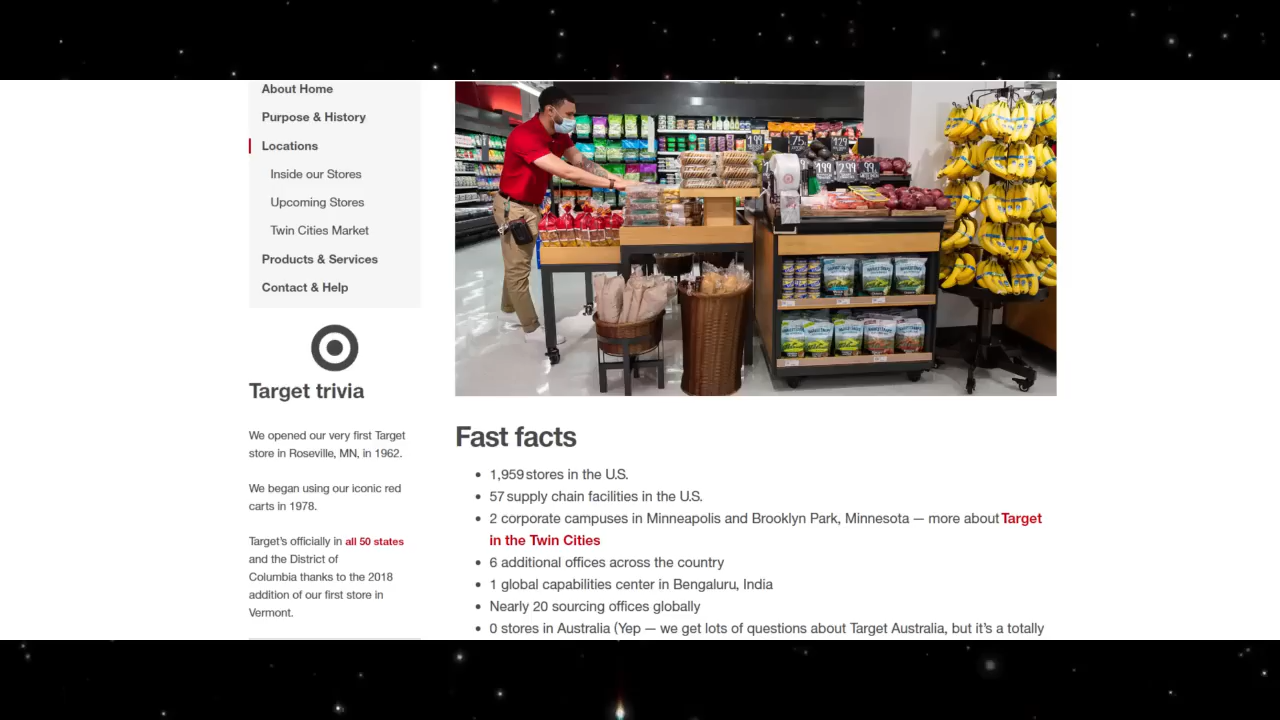 About Home
Purpose & History
Locations
Inside our Stores
Upcoming Stores
Twin Cities Market
Products & Services
Contact & Help
Target trivia
We opened our very first Target
store in Roseville, MN, in 1962.
We began using our iconic red
carts in 1978.
Target's officially in all 50 states
and the District of
Columbia thanks to the 2018
addition of our first store in
Vermont.
Fast facts
1,959 stores in the U.S.
57 supply chain facilities in the U.S.
2 corporate campuses in Minneapolis and Brooklyn Park, Minnesota — more about Target
in the Twin Cities
6 additional offices across the country
1 global capabilities center in Bengaluru, India
Nearly 20 sourcing offices globally
0 stores in Australia (Yep — we get lots of questions about Target Australia, but it's a totally